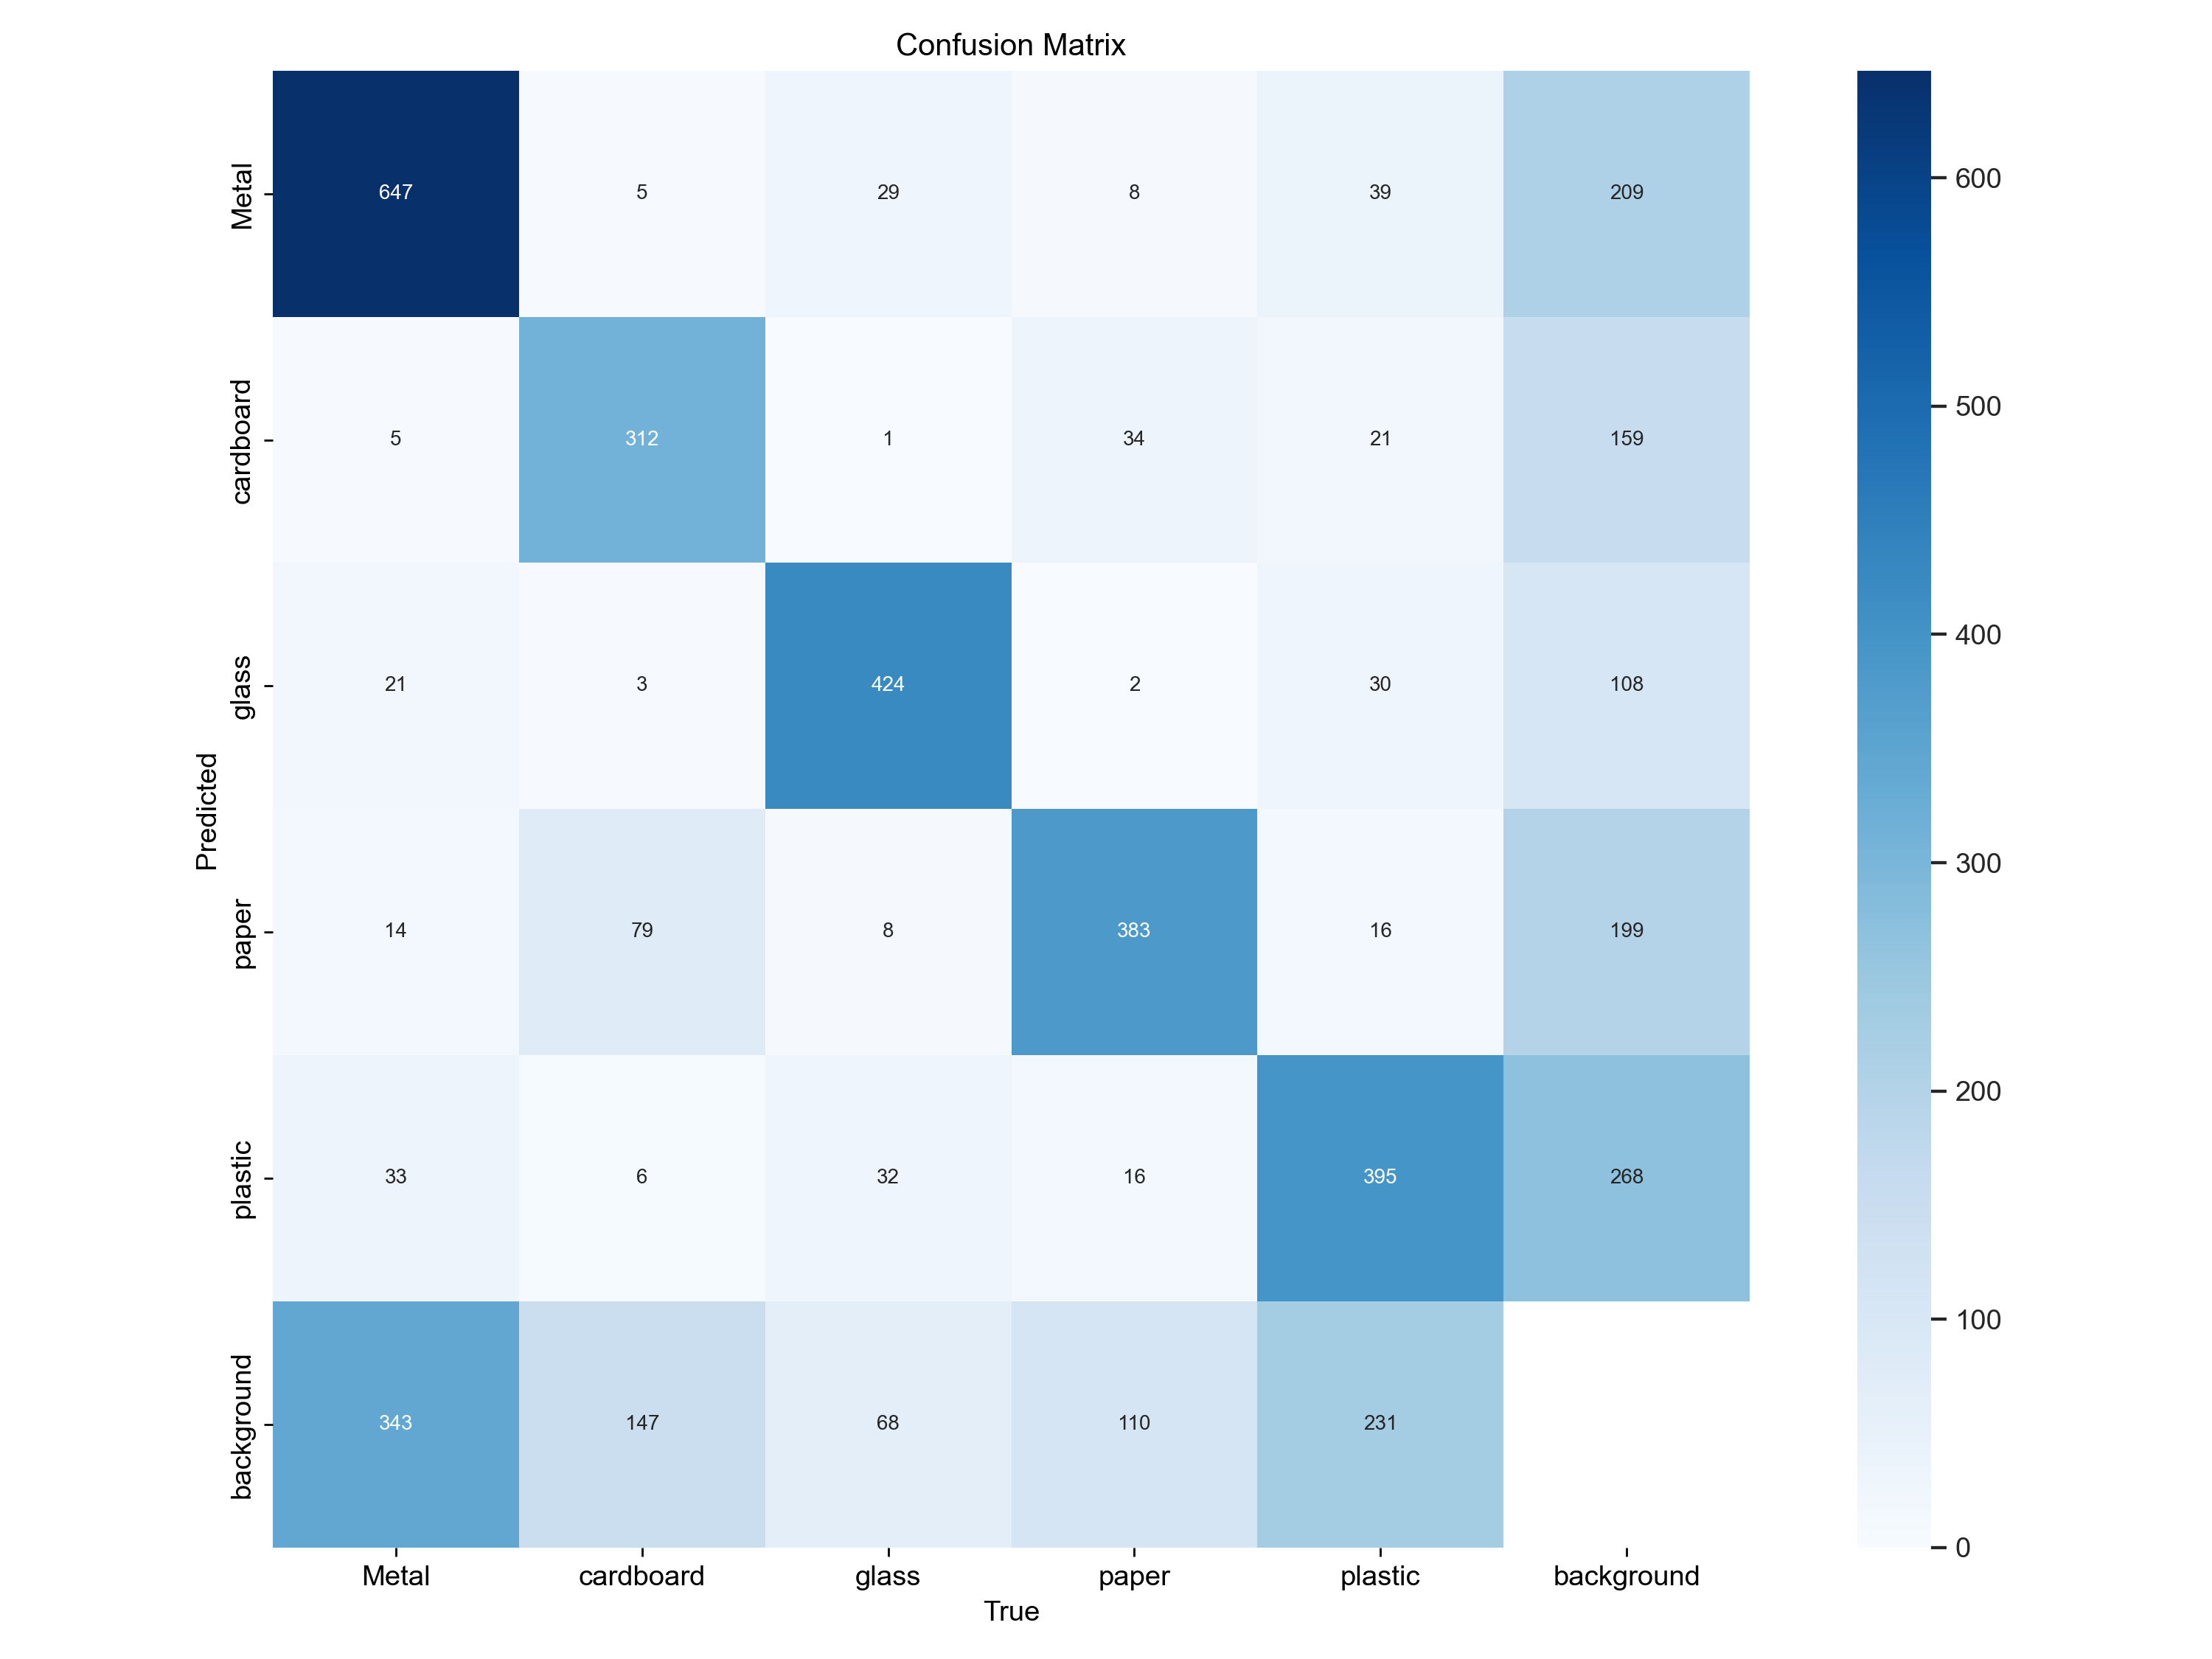 Confusion Matrix
Metal
647 5 29 8 39 209
cardboard
5 312 1 34 21 159
glass
21 3 424 2 30 108
paper
14 79 8 383 16 199
plastic
33 6 32 16 395 268
background
343 147 68 110 231
Predicted
Metal cardboard glass paper plastic background
True
600
500
400
300
200
100
0